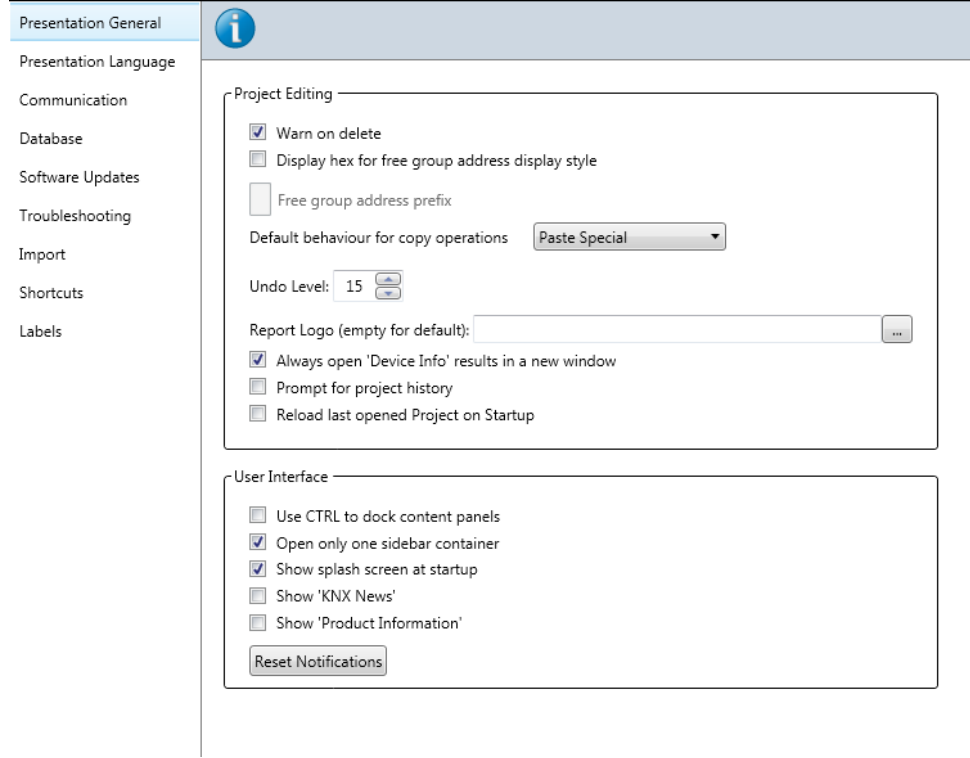 Presentation General
Presentation Language
Communication
Database
Software Updates
Troubleshooting
Import
Shortcuts
Labels
Project Editing
Warn on delete
Display hex for free group address display style
Free group address prefix
Default behaviour for copy operations Paste Special
Undo Level: 15
Report Logo (empty for default): ...
Always open 'Device Info' results in a new window
Prompt for project history
Reload last opened Project on Startup
User Interface
Use CTRL to dock content panels
Open only one sidebar container
Show splash screen at startup
Show 'KNX News'
Show 'Product Information'
Reset Notifications